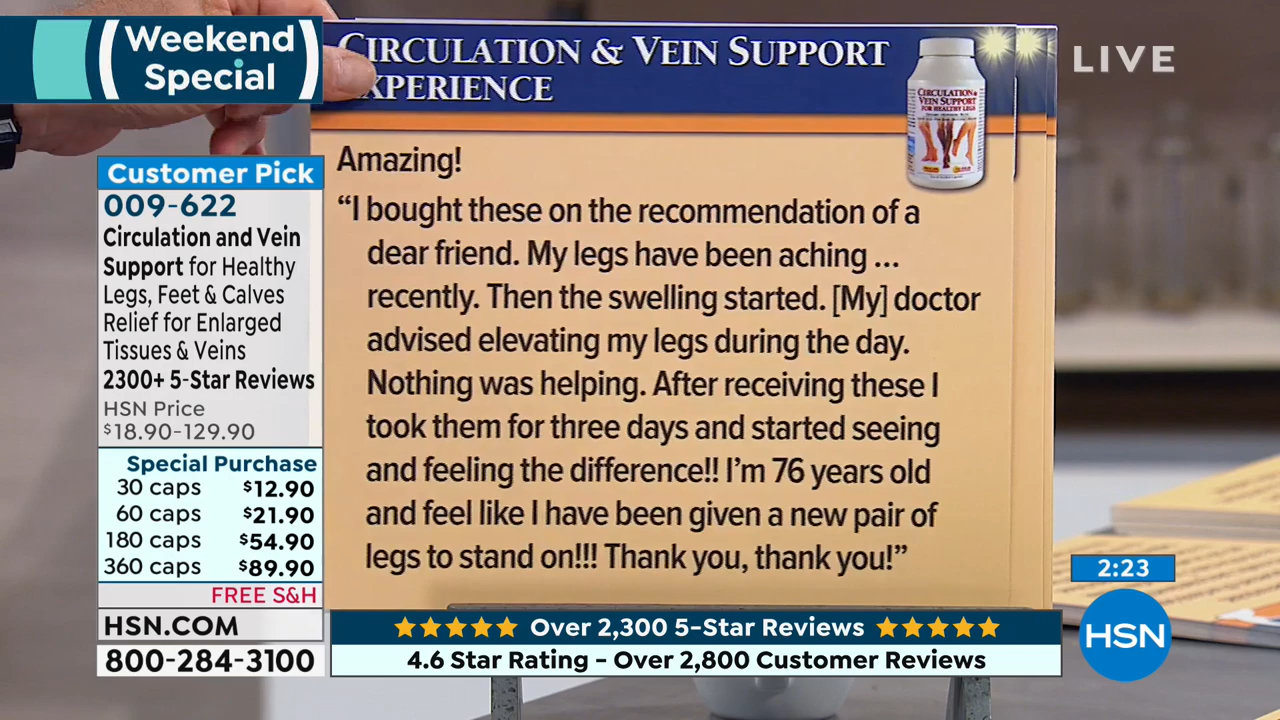 Weekend
Special
CIRCULATION & VEIN SUPPORT
XPERIENCE
LIVE
CIRCULATION &
VEIN SUPPORT
FOR HEALTHY LEGS
Amazing!
“I bought these on the recommendation of a
dear friend. My legs have been aching ...
recently. Then the swelling started. [My] doctor
advised elevating my legs during the day.
Nothing was helping. After receiving these I
took them for three days and started seeing
and feeling the difference!! I’m 76 years old
and feel like I have been given a new pair of
legs to stand on!!! Thank you, thank you!”
Customer Pick
009-622
Circulation and Vein
Support for Healthy
Legs, Feet & Calves
Relief for Enlarged
Tissues & Veins
2300+ 5-Star Reviews
HSN Price
$18.90-129.90
Special Purchase
30 caps $12.90
60 caps $21.90
180 caps $54.90
360 caps $89.90
FREE S&H
HSN.COM
800-284-3100
Over 2,300 5-Star Reviews
4.6 Star Rating – Over 2,800 Customer Reviews
2:23
HSN